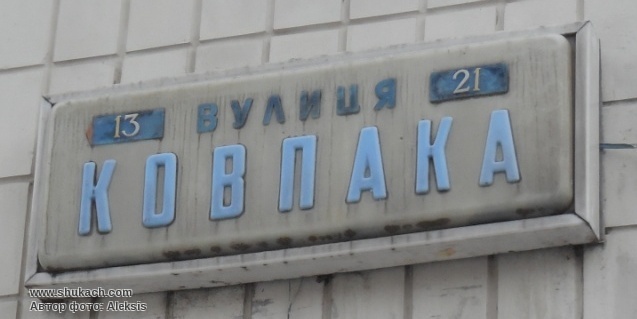 13 ВУЛИЦЯ 21
КОВПАКА
www.shukach.com
Автор фото: Aleksis